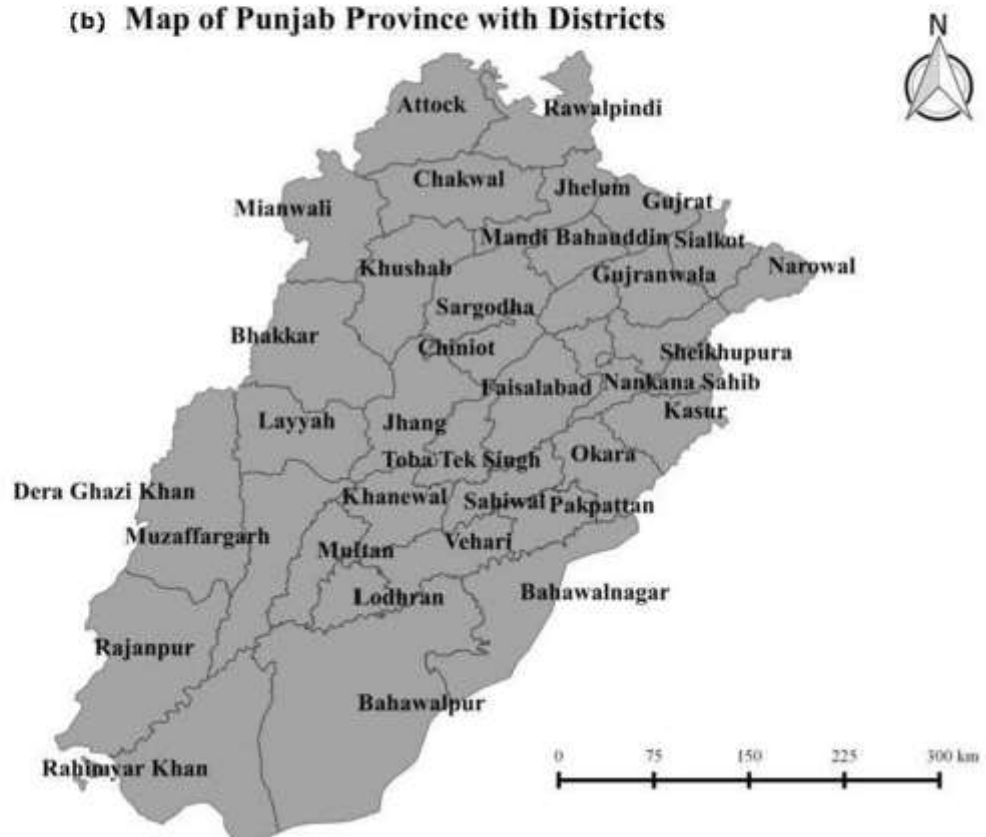 (b) Map of Punjab Province with Districts
N
Attock
Rawalpindi
Chakwal
Jhelum
Gujrat
Mianwali
Mandi Bahauddin
Sialkot
Khushab
Gujranwala
Narowal
Sargodha
Bhakkar
Chiniot
Sheikhupura
Faisalabad
Nankana Sahib
Kasur
Layyah
Jhang
Toba Tek Singh
Okara
Dera Ghazi Khan
Khanewal
Sahiwal
Pakpattan
Muzaffargarh
Multan
Vehari
Lodhran
Bahawalnagar
Rajanpur
Bahawalpur
Rahimyar Khan
0 75 150 225 300 km